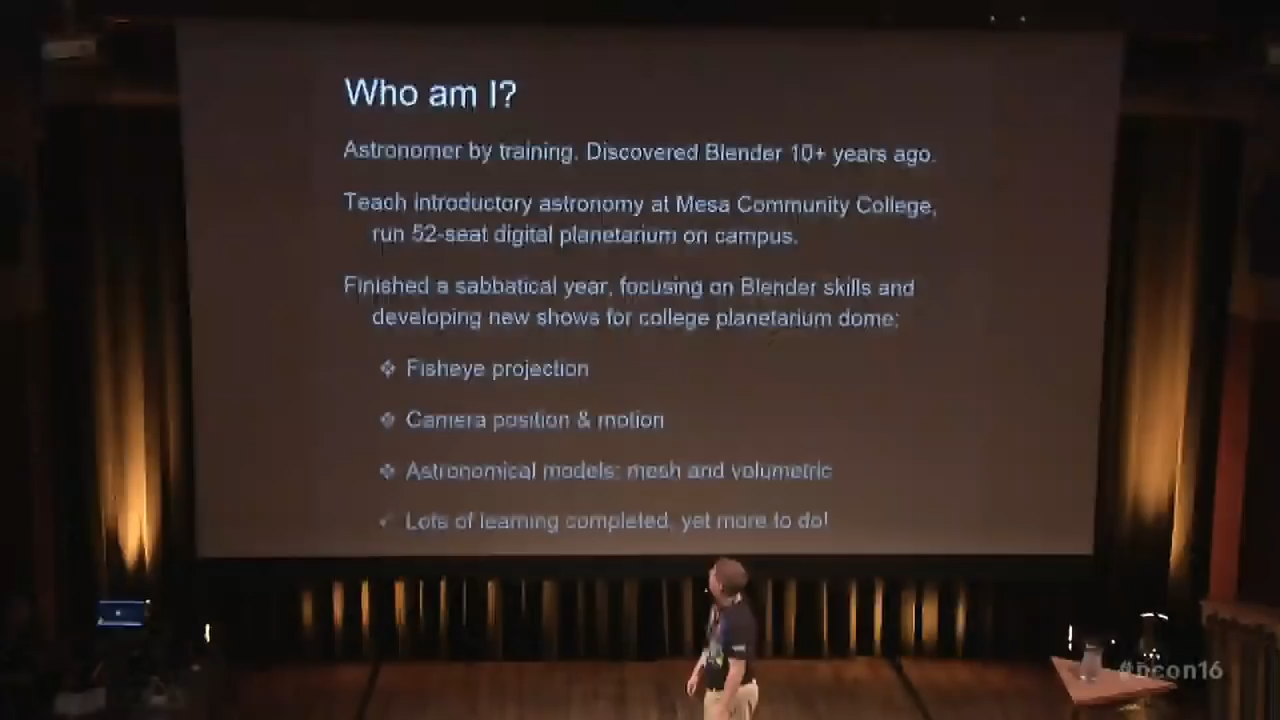 Who am I?
Astronomer by training. Discovered Blender 10+ years ago.
Teach introductory astronomy at Mesa Community College,
run 52-seat digital planetarium on campus.
Finished a sabbatical year, focusing on Blender skills and
developing new shows for college planetarium dome:
❖ Fisheye projection
❖ Camera position & motion
❖ Astronomical models: mesh and volumetric
✓ Lots of learning completed, yet more to do!
#bcon16